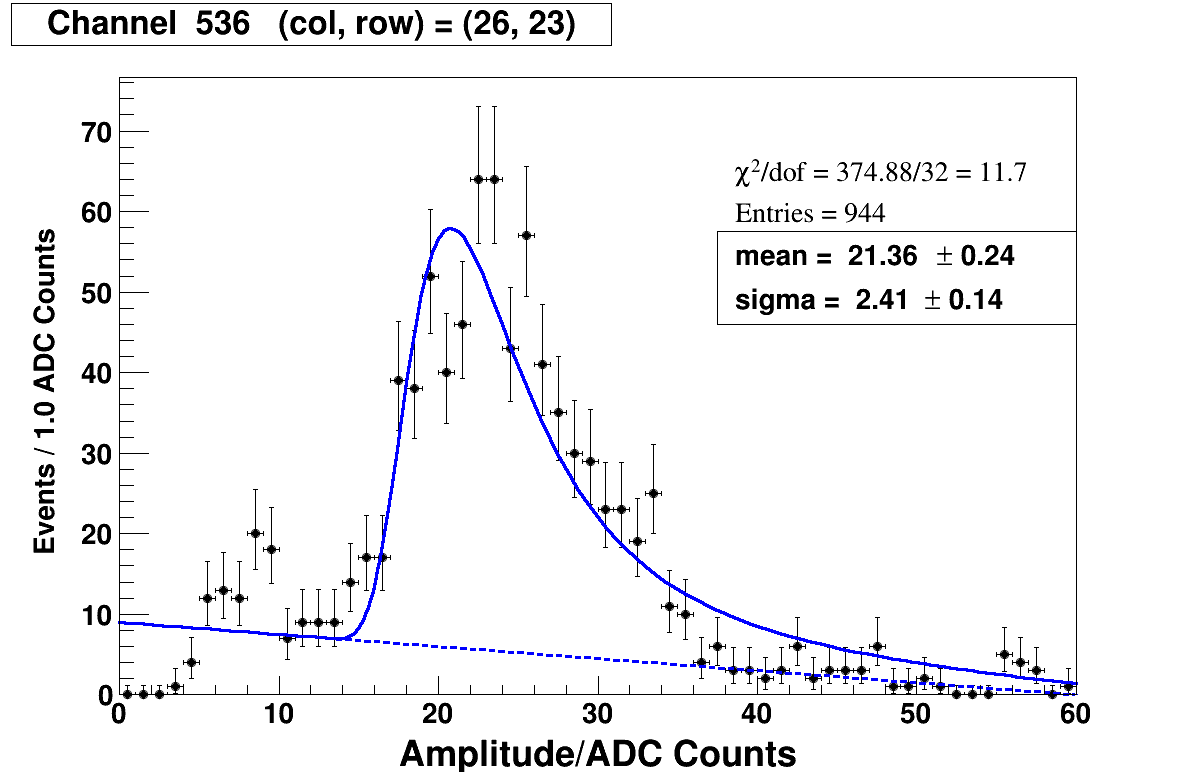 Channel 536 (col, row) = (26, 23)
χ²/dof = 374.88/32 = 11.7
Entries = 944
mean = 21.36 ± 0.24
sigma = 2.41 ± 0.14
Events / 1.0 ADC Counts
70
60
50
40
30
20
10
0
0 10 20 30 40 50 60
Amplitude/ADC Counts